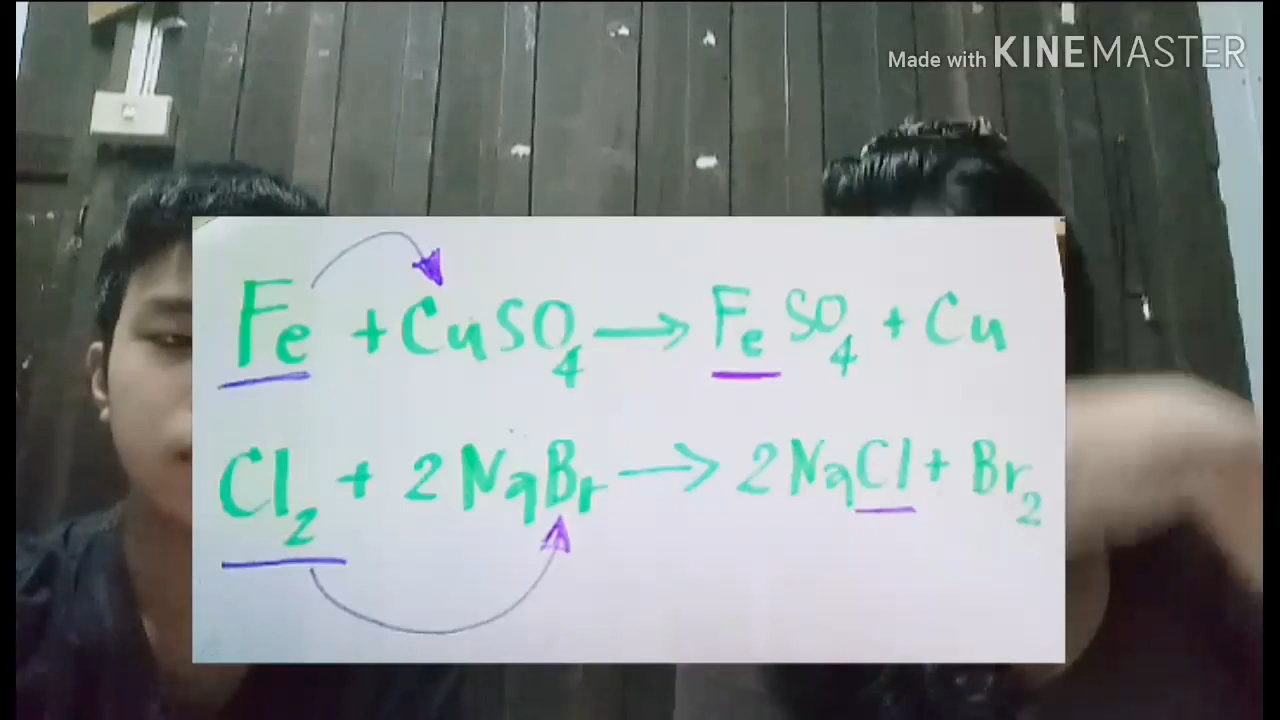 Made with KINEMASTER
Fe + CuSO4 → FeSO4 + Cu
Cl2 + 2NaBr → 2NaCl + Br2